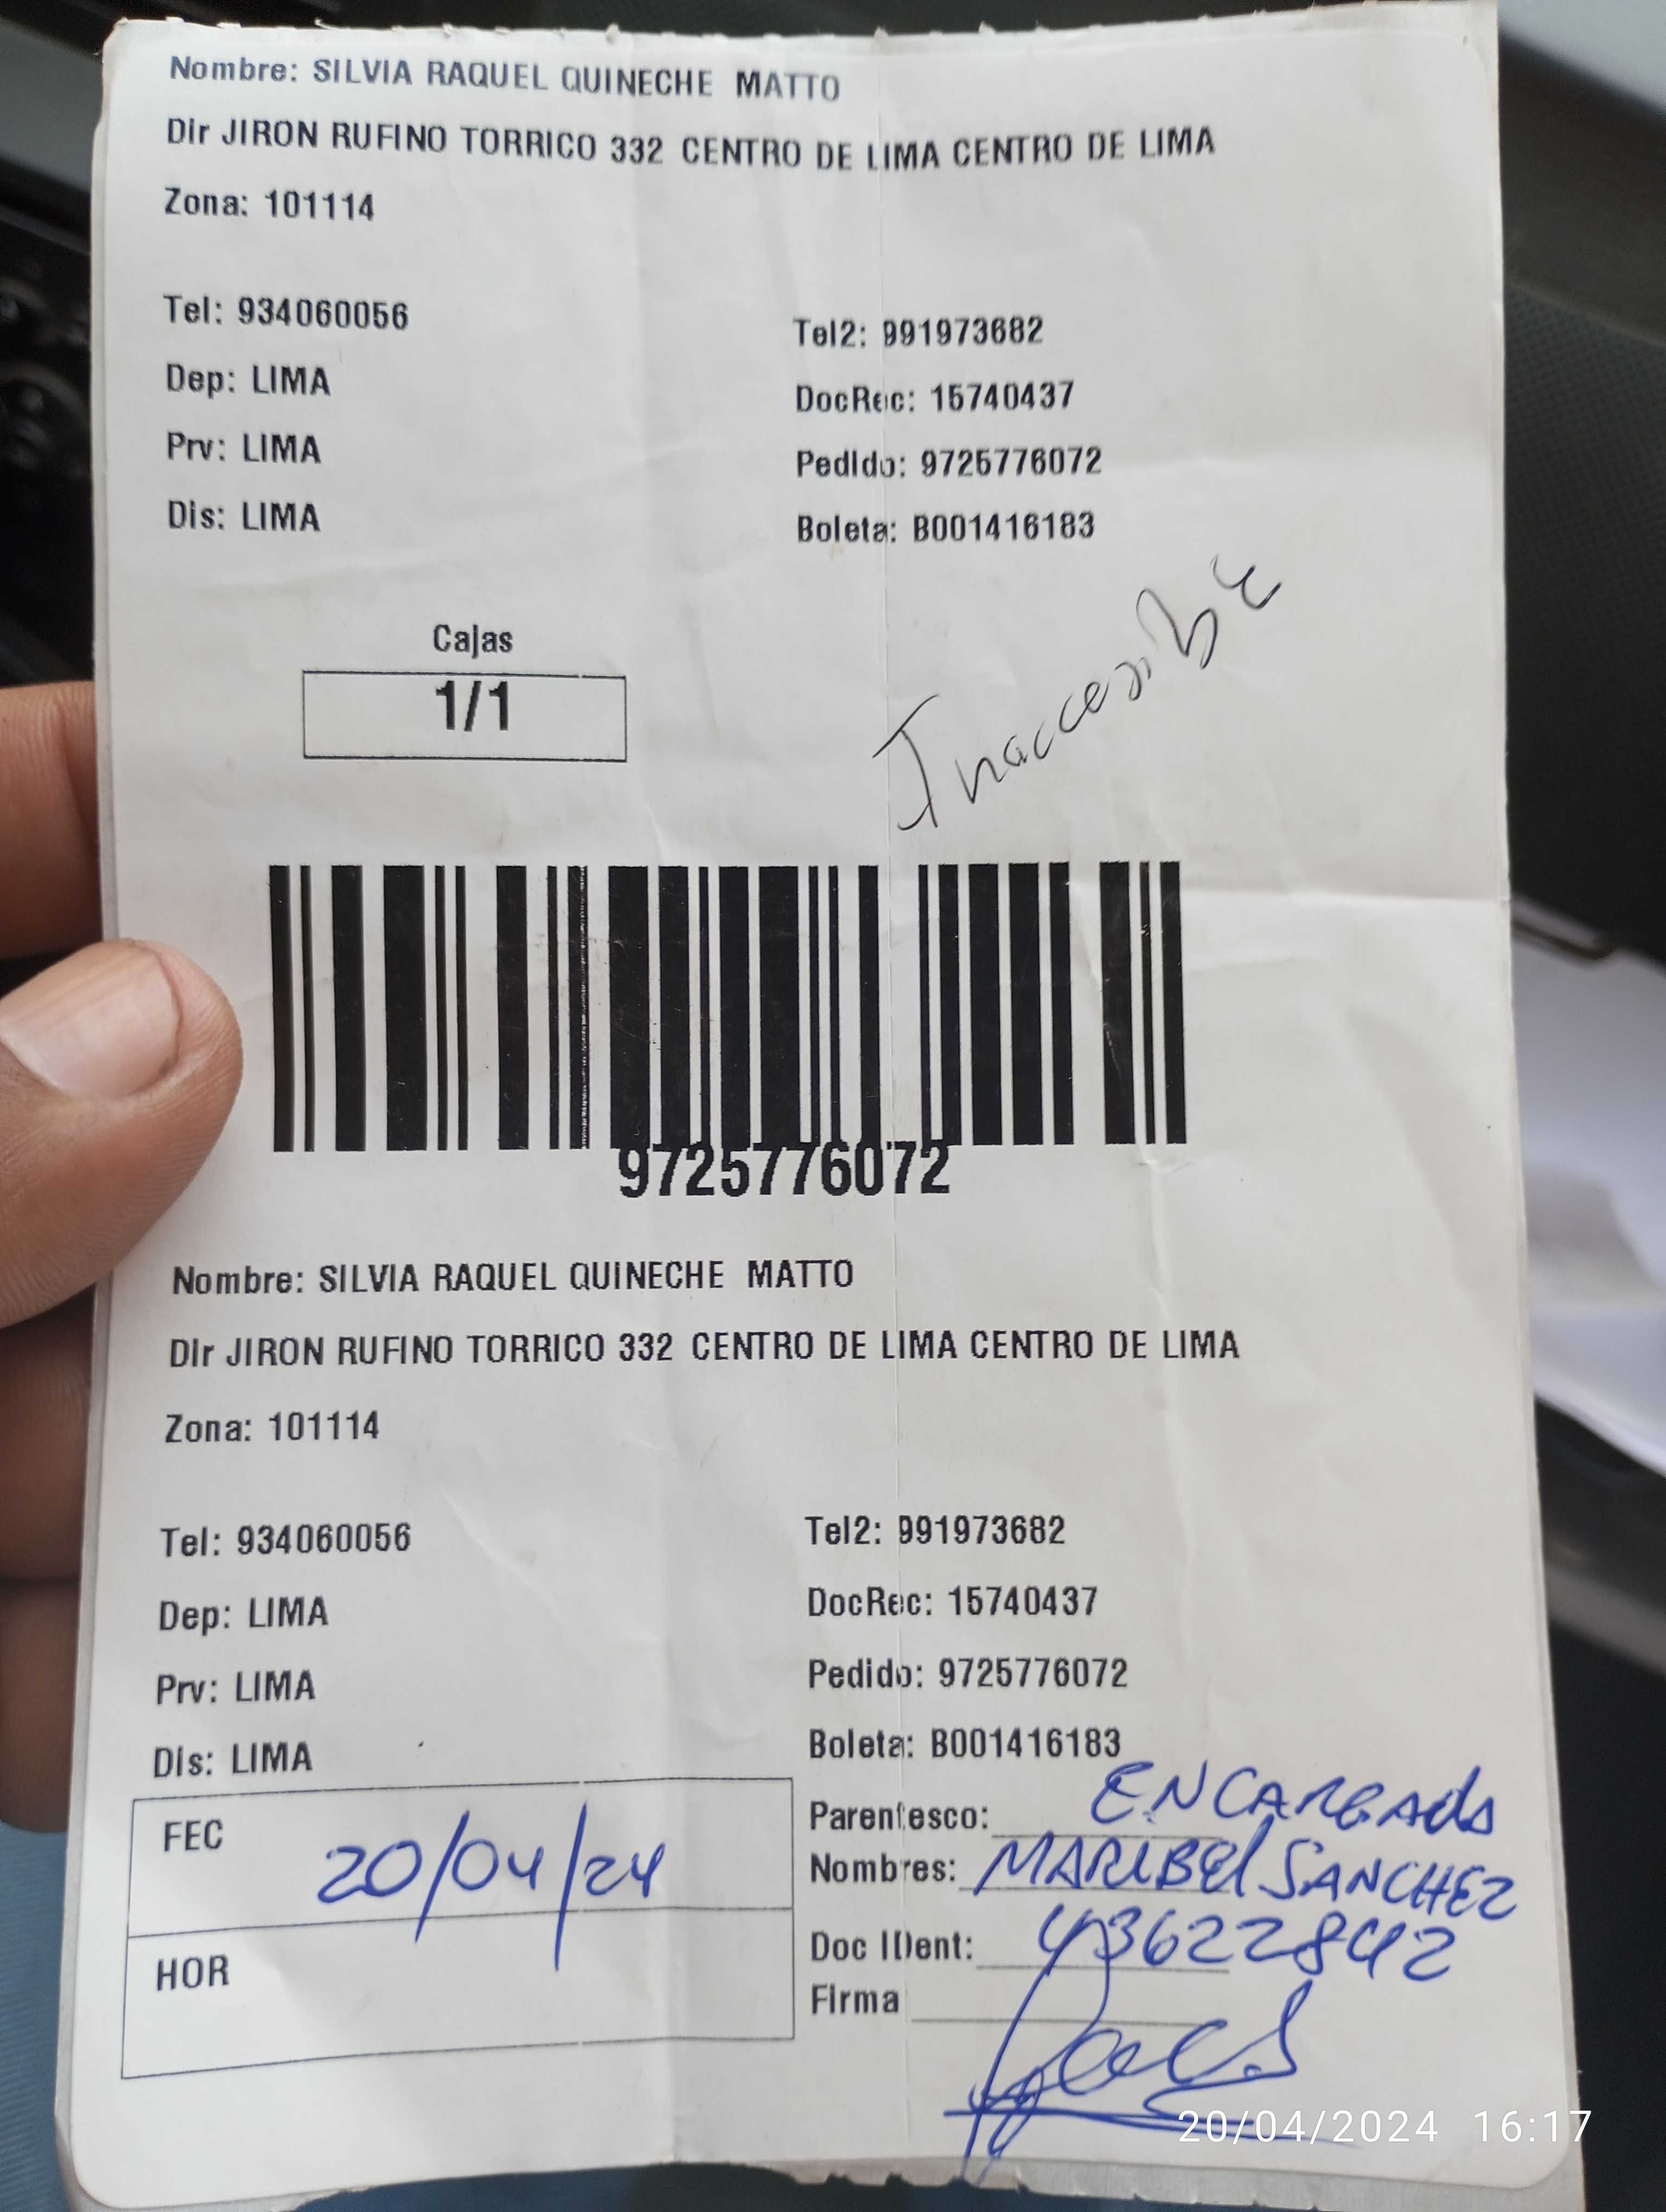 Nombre: SILVIA RAQUEL QUINECHE MATTO
Dir JIRON RUFINO TORRICO 332 CENTRO DE LIMA CENTRO DE LIMA
Zona: 101114
Tel: 934060056 Tel2: 991973682
Dep: LIMA DocRec: 15740437
Prv: LIMA Pedido: 9725776072
Dis: LIMA Boleta: B001416183
Cajas
1/1
Inaccesible
9725776072
Nombre: SILVIA RAQUEL QUINECHE MATTO
Dir JIRON RUFINO TORRICO 332 CENTRO DE LIMA CENTRO DE LIMA
Zona: 101114
Tel: 934060056 Tel2: 991973682
Dep: LIMA DocRec: 15740437
Prv: LIMA Pedido: 9725776072
Dis: LIMA Boleta: B001416183
FEC 20/04/24
HOR
Parentesco: ENCARGADA
Nombres: MARIBEl SANCHEZ
Doc IDent: 43622842
Firma
20/04/2024 16:17